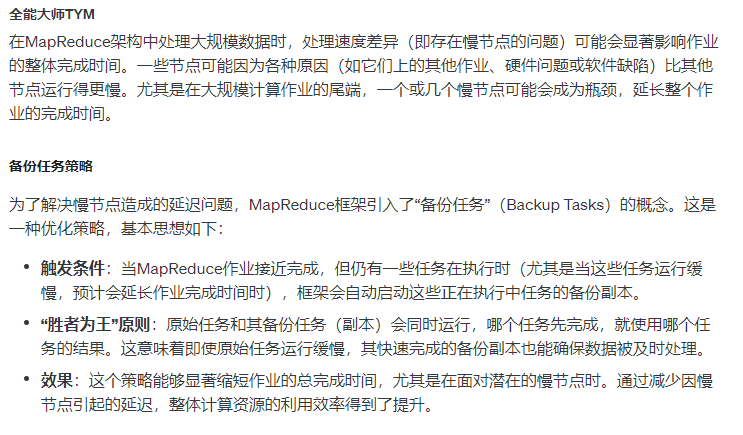 全能大师TYM
在MapReduce架构中处理大规模数据时，处理速度差异（即存在慢节点的问题）可能会显著影响作业
的整体完成时间。一些节点可能因为各种原因（如它们上的其他作业、硬件问题或软件缺陷）比其他
节点运行得更慢。尤其是在大规模计算作业的尾端，一个或几个慢节点可能会成为瓶颈，延长整个作
业的完成时间。
备份任务策略
为了解决慢节点造成的延迟问题，MapReduce框架引入了“备份任务”（Backup Tasks）的概念。这是
一种优化策略，基本思想如下：
• 触发条件：当MapReduce作业接近完成，但仍有一些任务在执行时（尤其是当这些任务运行缓
慢，预计会延长作业完成时间时），框架会自动启动这些正在执行中任务的备份副本。
• “胜者为王”原则：原始任务和其备份任务（副本）会同时运行，哪个任务先完成，就使用哪个任
务的结果。这意味着即使原始任务运行缓慢，其快速完成的备份副本也能确保数据被及时处理。
• 效果：这个策略能够显著缩短作业的总完成时间，尤其是在面对潜在的慢节点时。通过减少因慢
节点引起的延迟，整体计算资源的利用效率得到了提升。